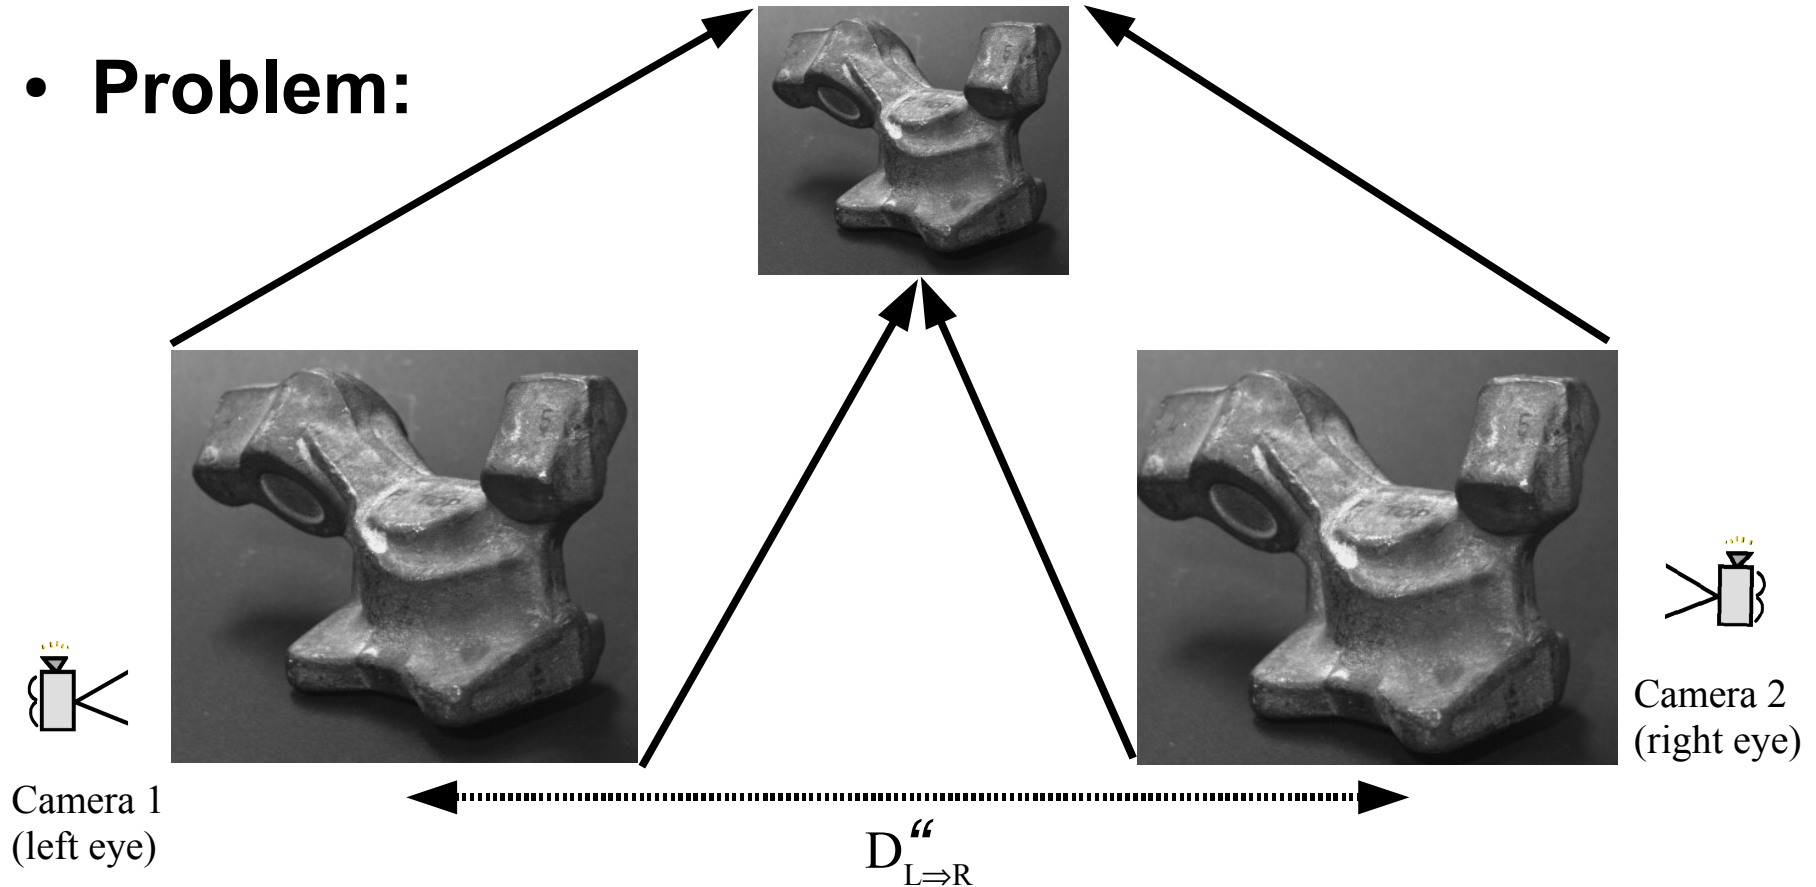 • Problem:
Camera 1
(left eye)
Camera 2
(right eye)
D“L⇒R